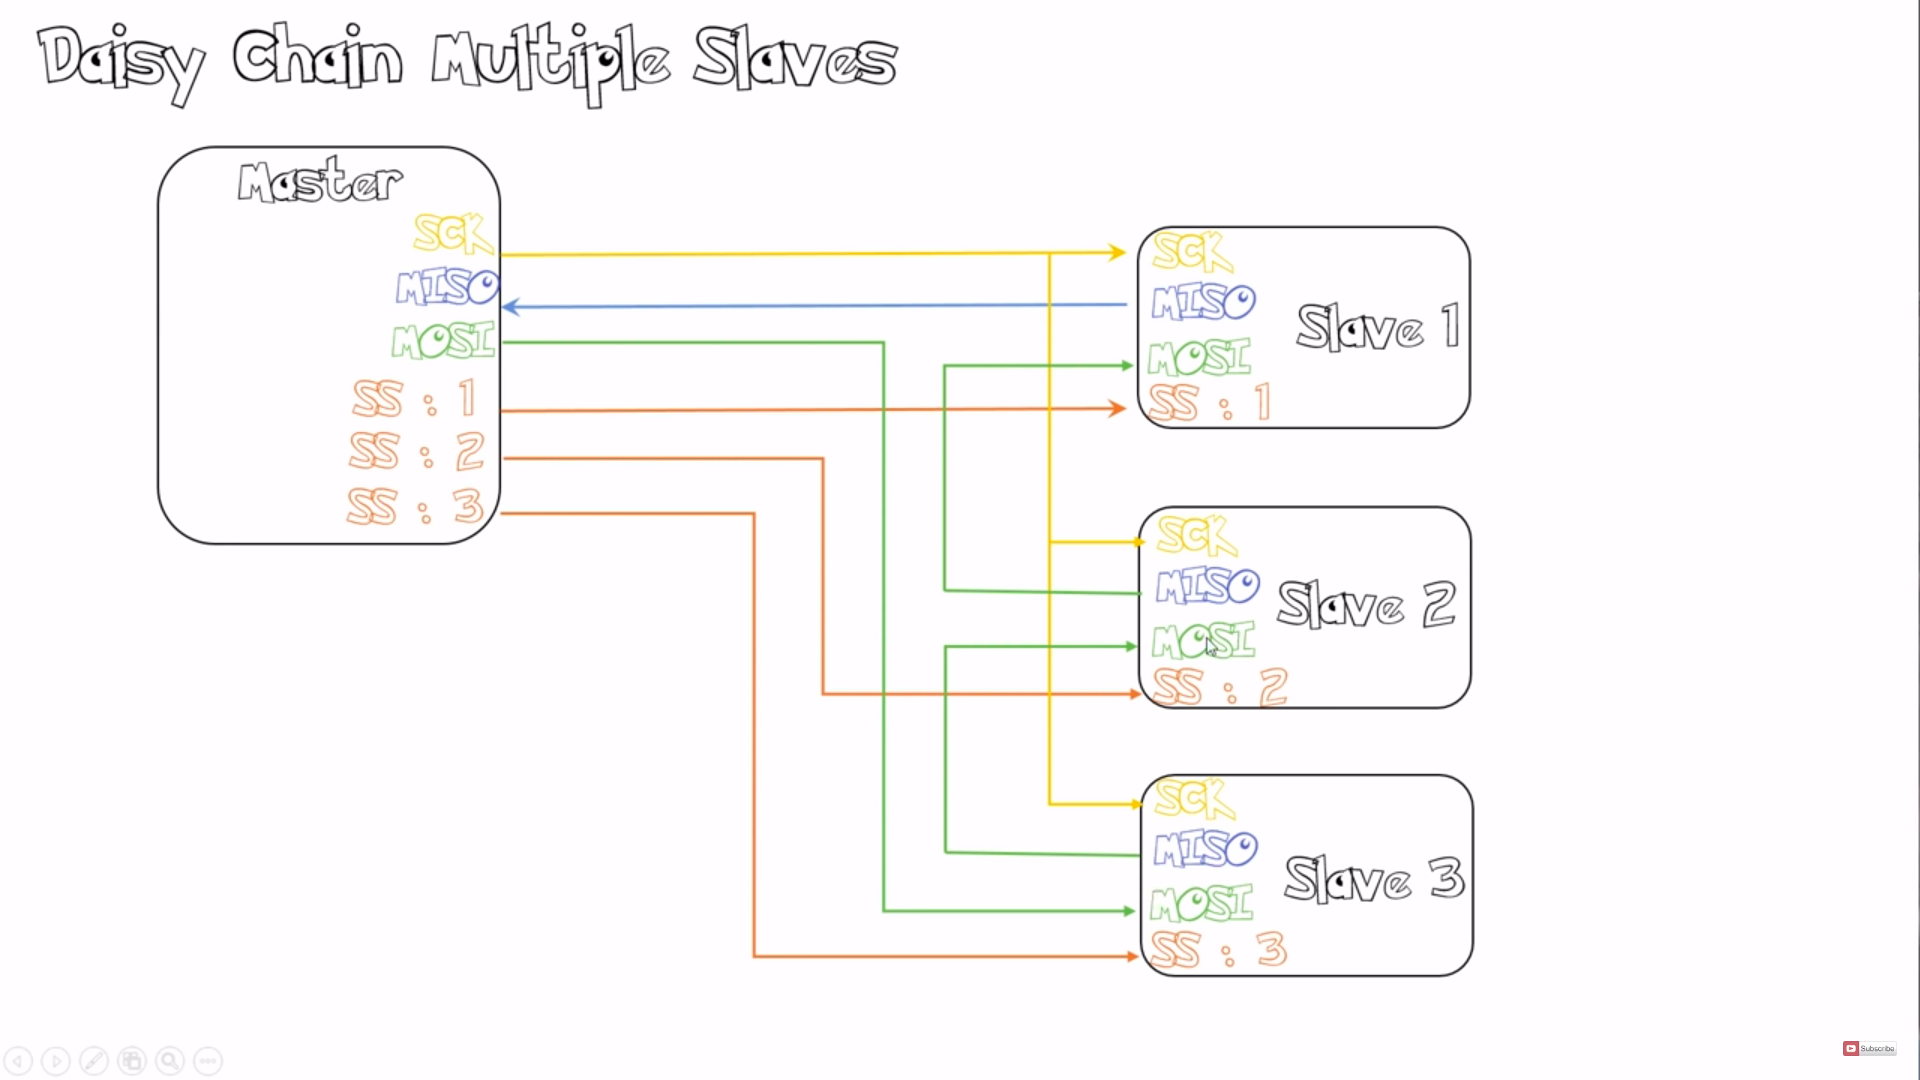 Daisy Chain Multiple Slaves
Master
SCK
MISO
MOSI
SS : 1
SS : 2
SS : 3
SCK
MISO
MOSI
SS : 1
Slave 1
SCK
MISO
MOSI
SS : 2
Slave 2
SCK
MISO
MOSI
SS : 3
Slave 3
Subscribe